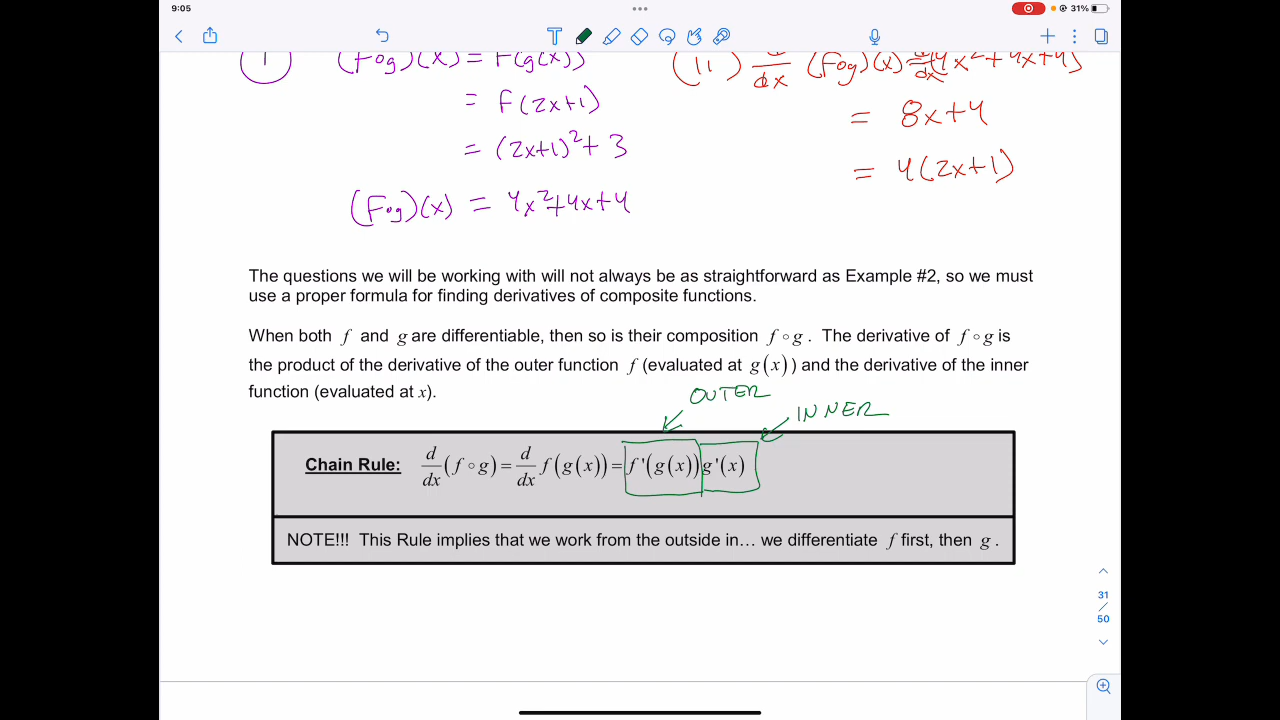 9:05
31%
T
1 (fog)(x) = f(g(x))
= f(2x+1)
= (2x+1)² + 3
(fog)(x) = 4x²+4x+4
(11) d/dx (fog)(x) = d/dx (4x²+4x+4)
= 8x+4
= 4(2x+1)
The questions we will be working with will not always be as straightforward as Example #2, so we must
use a proper formula for finding derivatives of composite functions.
When both f and g are differentiable, then so is their composition f ∘ g . The derivative of f ∘ g is
the product of the derivative of the outer function f (evaluated at g(x) ) and the derivative of the inner
function (evaluated at x).
OUTER
INNER
Chain Rule: d/dx (f ∘ g) = d/dx f(g(x)) = f '(g(x))g '(x)
NOTE!!! This Rule implies that we work from the outside in… we differentiate f first, then g .
31
/
50